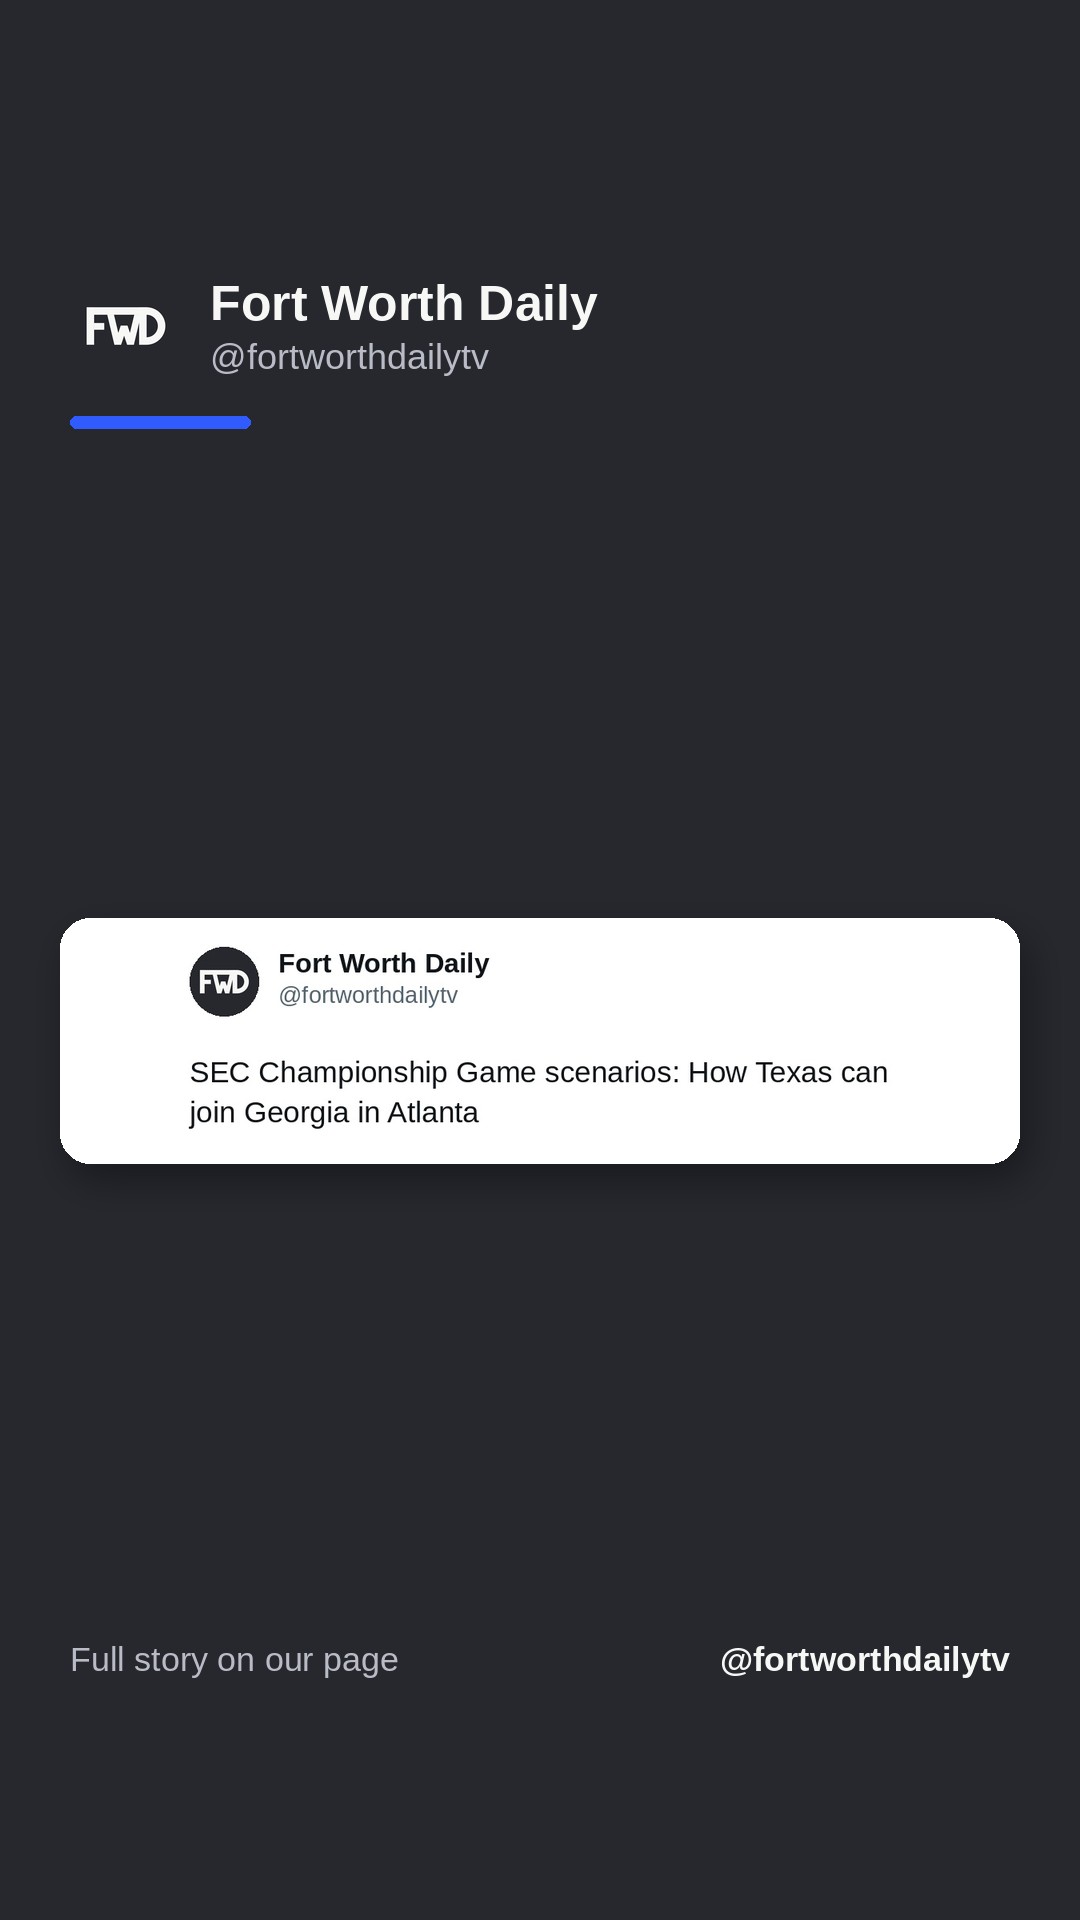 FWD
Fort Worth Daily
@fortworthdailytv
FWD
Fort Worth Daily
@fortworthdailytv
SEC Championship Game scenarios: How Texas can
join Georgia in Atlanta
Full story on our page
@fortworthdailytv